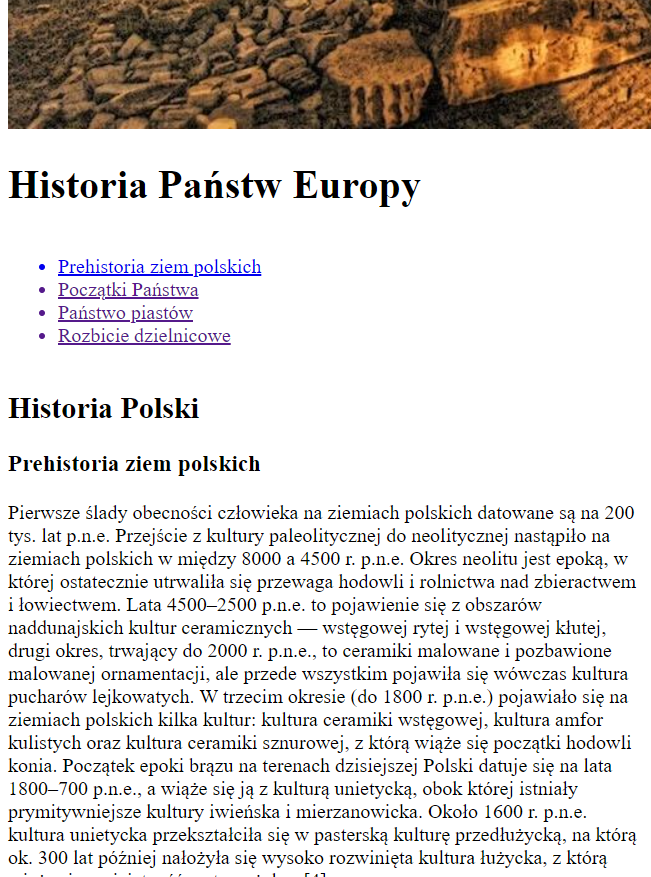 Historia Państw Europy
Prehistoria ziem polskich
Początki Państwa
Państwo piastów
Rozbicie dzielnicowe
Historia Polski
Prehistoria ziem polskich
Pierwsze ślady obecności człowieka na ziemiach polskich datowane są na 200
tys. lat p.n.e. Przejście z kultury paleolitycznej do neolitycznej nastąpiło na
ziemiach polskich w między 8000 a 4500 r. p.n.e. Okres neolitu jest epoką, w
której ostatecznie utrwaliła się przewaga hodowli i rolnictwa nad zbieractwem
i łowiectwem. Lata 4500–2500 p.n.e. to pojawienie się z obszarów
naddunajskich kultur ceramicznych — wstęgowej rytej i wstęgowej kłutej,
drugi okres, trwający do 2000 r. p.n.e., to ceramiki malowane i pozbawione
malowanej ornamentacji, ale przede wszystkim pojawiła się wówczas kultura
pucharów lejkowatych. W trzecim okresie (do 1800 r. p.n.e.) pojawiało się na
ziemiach polskich kilka kultur: kultura ceramiki wstęgowej, kultura amfor
kulistych oraz kultura ceramiki sznurowej, z którą wiąże się początki hodowli
konia. Początek epoki brązu na terenach dzisiejszej Polski datuje się na lata
1800–700 p.n.e., a wiąże się ją z kulturą unietycką, obok której istniały
prymitywniejsze kultury iwieńska i mierzanowicka. Około 1600 r. p.n.e.
kultura unietycka przekształciła się w pasterską kulturę przedłużycką, na którą
ok. 300 lat później nałożyła się wysoko rozwinięta kultura łużycka, z którą